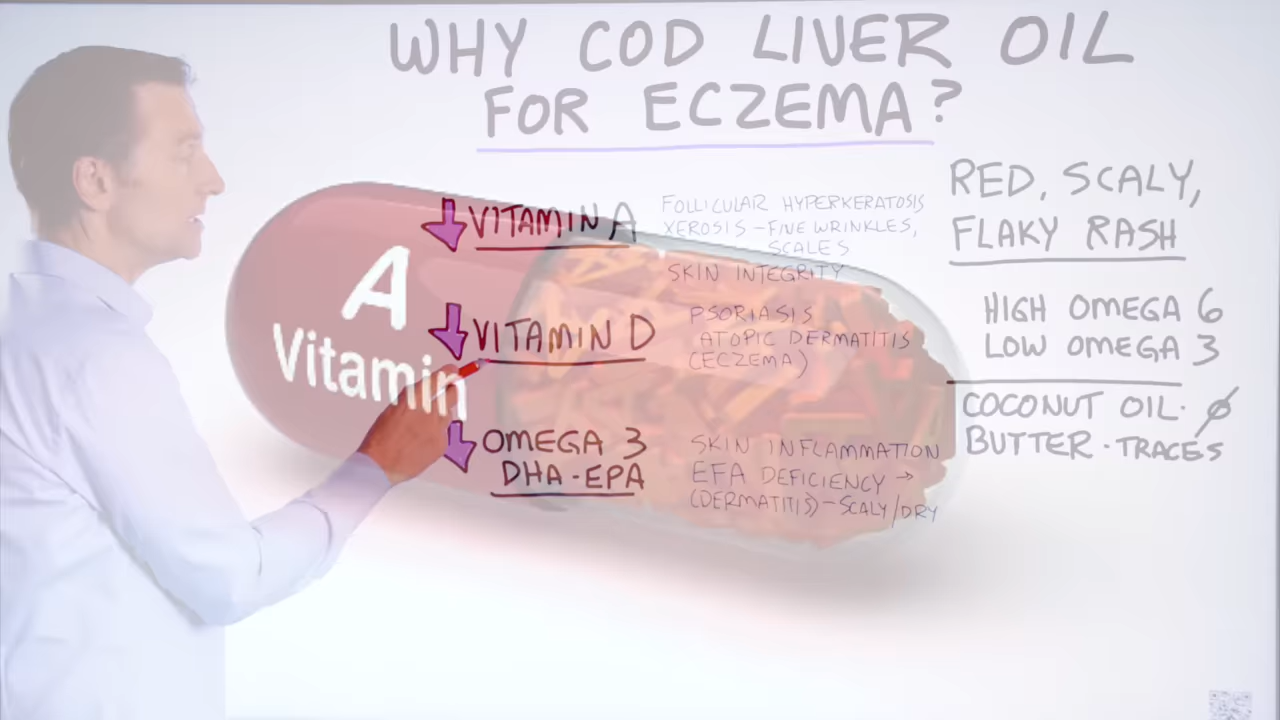 WHY COD LIVER OIL
FOR ECZEMA?
VITAMIN A
FOLLICULAR HYPERKERATOSIS
XEROSIS - FINE WRINKLES,
SCALES
SKIN INTEGRITY
VITAMIN D
PSORIASIS
ATOPIC DERMATITIS
(ECZEMA)
OMEGA 3
DHA-EPA
SKIN INFLAMMATION
EFA DEFICIENCY →
(DERMATITIS) - SCALY/DRY
RED, SCALY,
FLAKY RASH
HIGH OMEGA 6
LOW OMEGA 3
COCONUT OIL · Ø
BUTTER · TRACES
A
Vitamin